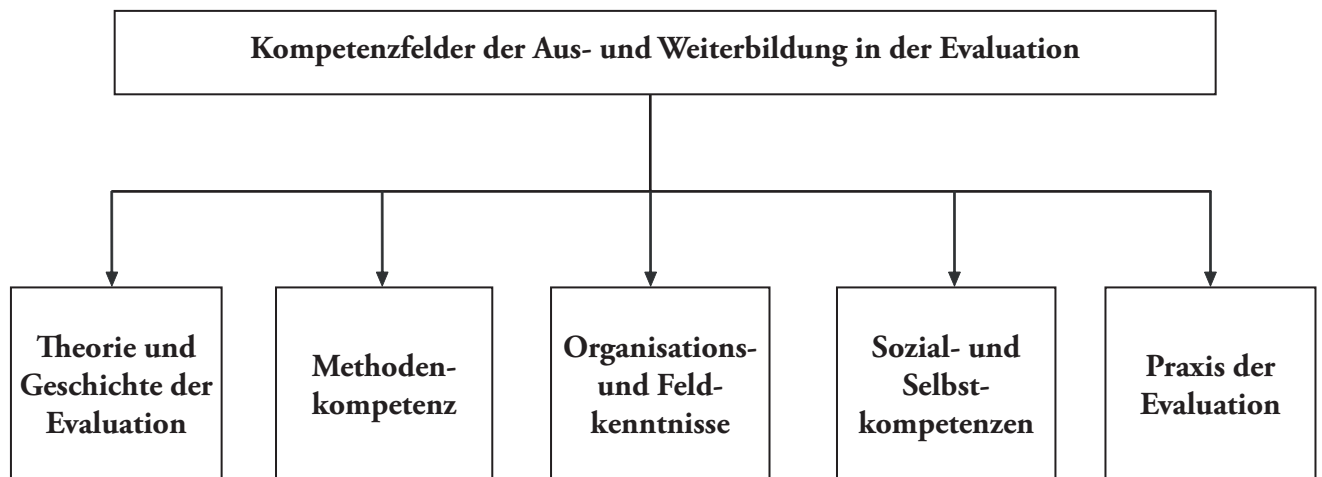 Kompetenzfelder der Aus- und Weiterbildung in der Evaluation
Theorie und
Geschichte der
Evaluation
Methoden-
kompetenz
Organisations-
und Feld-
kenntnisse
Sozial- und
Selbst-
kompetenzen
Praxis der
Evaluation